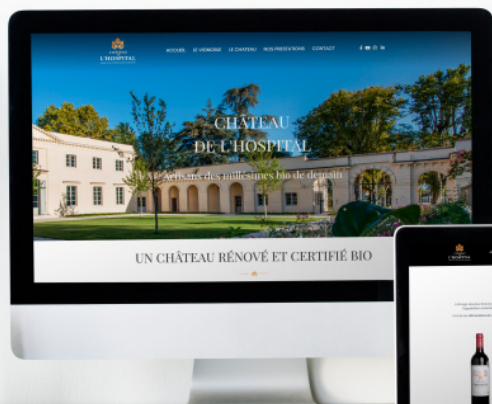 L'HOSPITAL
ACCUEIL LE VIGNOBLE LE CHATEAU NOS PRESTATIONS CONTACT
CHÂTEAU
DE L'HOSPITAL
Artisans des millésimes bio de demain
UN CHÂTEAU RÉNOVÉ ET CERTIFIÉ BIO
L'HOSPITAL